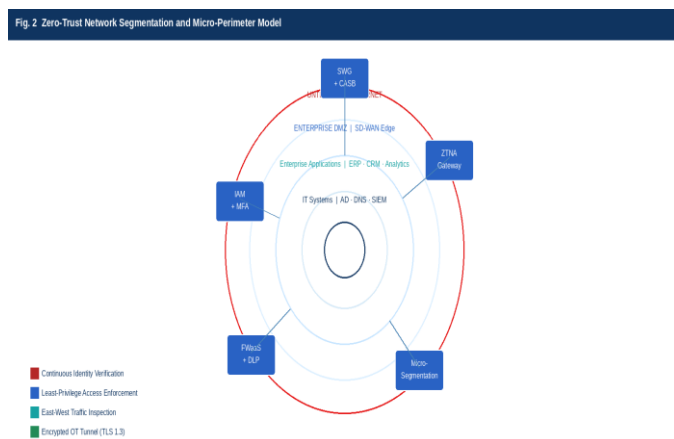 Fig. 2 Zero-Trust Network Segmentation and Micro-Perimeter Model
SWG
+ CASB
ENTERPRISE DMZ | SD-WAN Edge
ZTNA
Gateway
Enterprise Applications | ERP · CRM · Analytics
IAM
+ MFA
IT Systems | AD · DNS · SIEM
FWaaS
+ DLP
Micro-
Segmentation
Continuous Identity Verification
Least-Privilege Access Enforcement
East-West Traffic Inspection
Encrypted OT Tunnel (TLS 1.3)